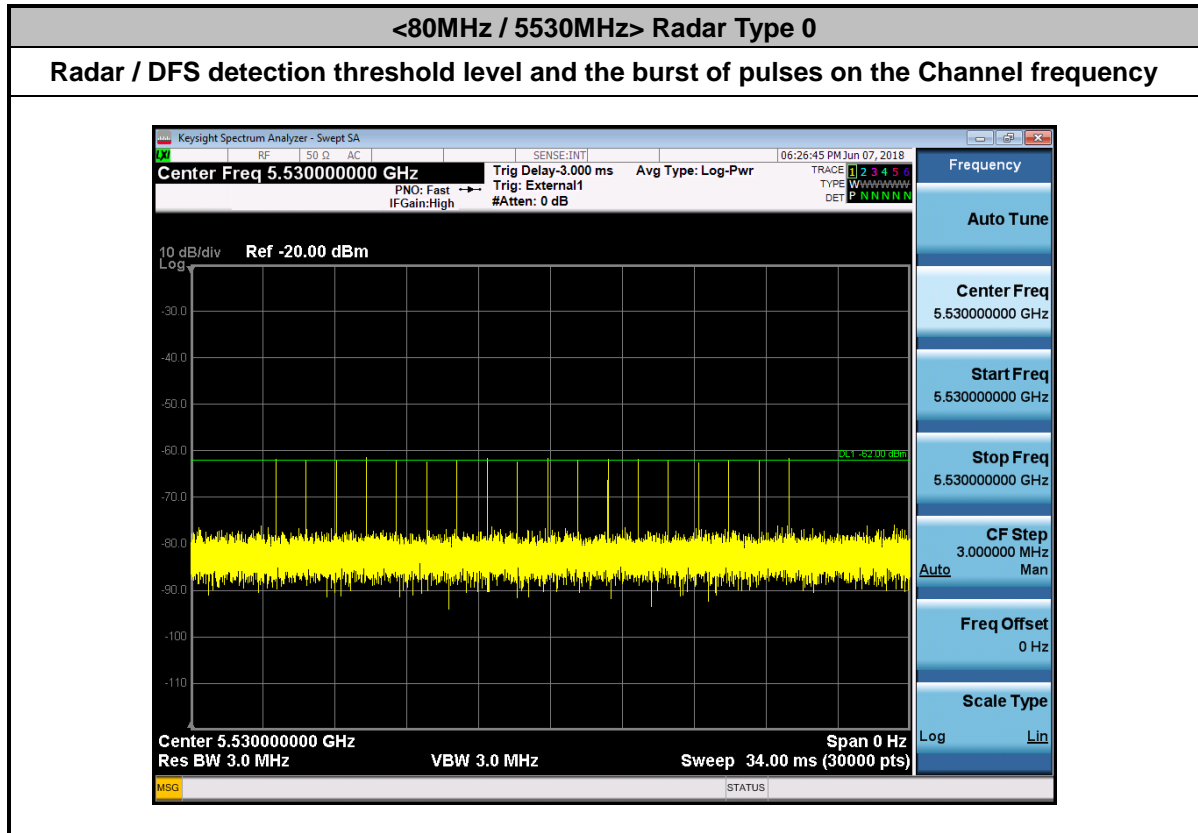 <80MHz / 5530MHz> Radar Type 0
Radar / DFS detection threshold level and the burst of pulses on the Channel frequency
Keysight Spectrum Analyzer - Swept SA
LXI RF 50 Ω AC SENSE:INT 06:26:45 PM Jun 07, 2018
Center Freq 5.530000000 GHz
PNO: Fast
IFGain:High
Trig Delay-3.000 ms
Trig: External1
#Atten: 0 dB
Avg Type: Log-Pwr
TRACE 1 2 3 4 5 6
TYPE WWWWWW
DET P N N N N N
10 dB/div Ref -20.00 dBm
Log
-30.0
-40.0
-50.0
-60.0
DL1 -62.00 dBm
-70.0
-80.0
-90.0
-100
-110
Center 5.530000000 GHz Span 0 Hz
Res BW 3.0 MHz VBW 3.0 MHz Sweep 34.00 ms (30000 pts)
MSG STATUS
Frequency
Auto Tune
Center Freq
5.530000000 GHz
Start Freq
5.530000000 GHz
Stop Freq
5.530000000 GHz
CF Step
3.000000 MHz
Auto Man
Freq Offset
0 Hz
Scale Type
Log Lin